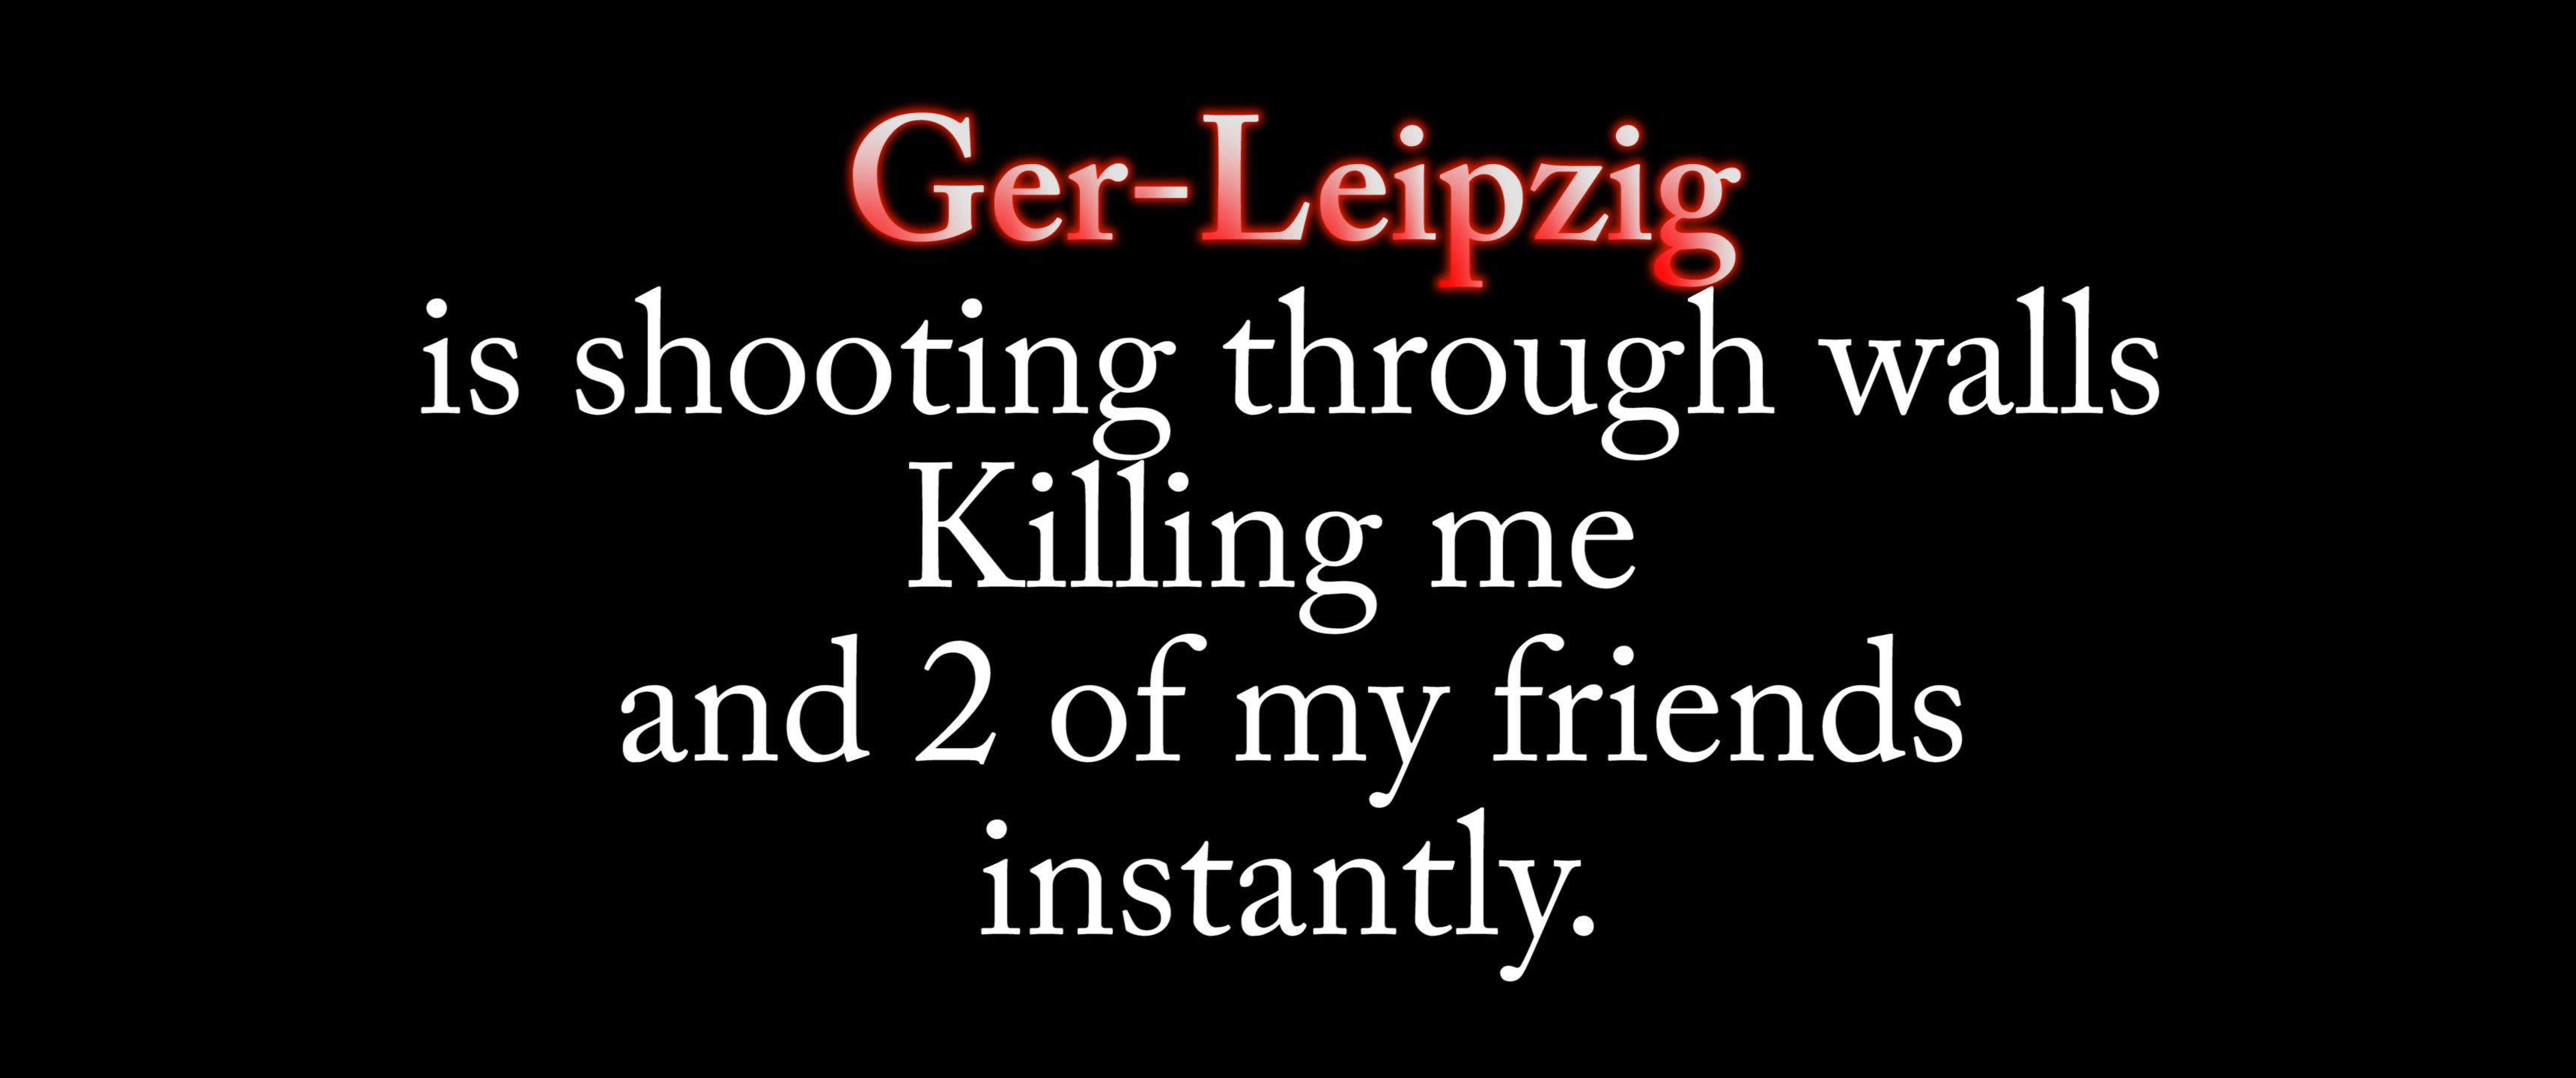 Ger-Leipzig
is shooting through walls
Killing me
and 2 of my friends
instantly.